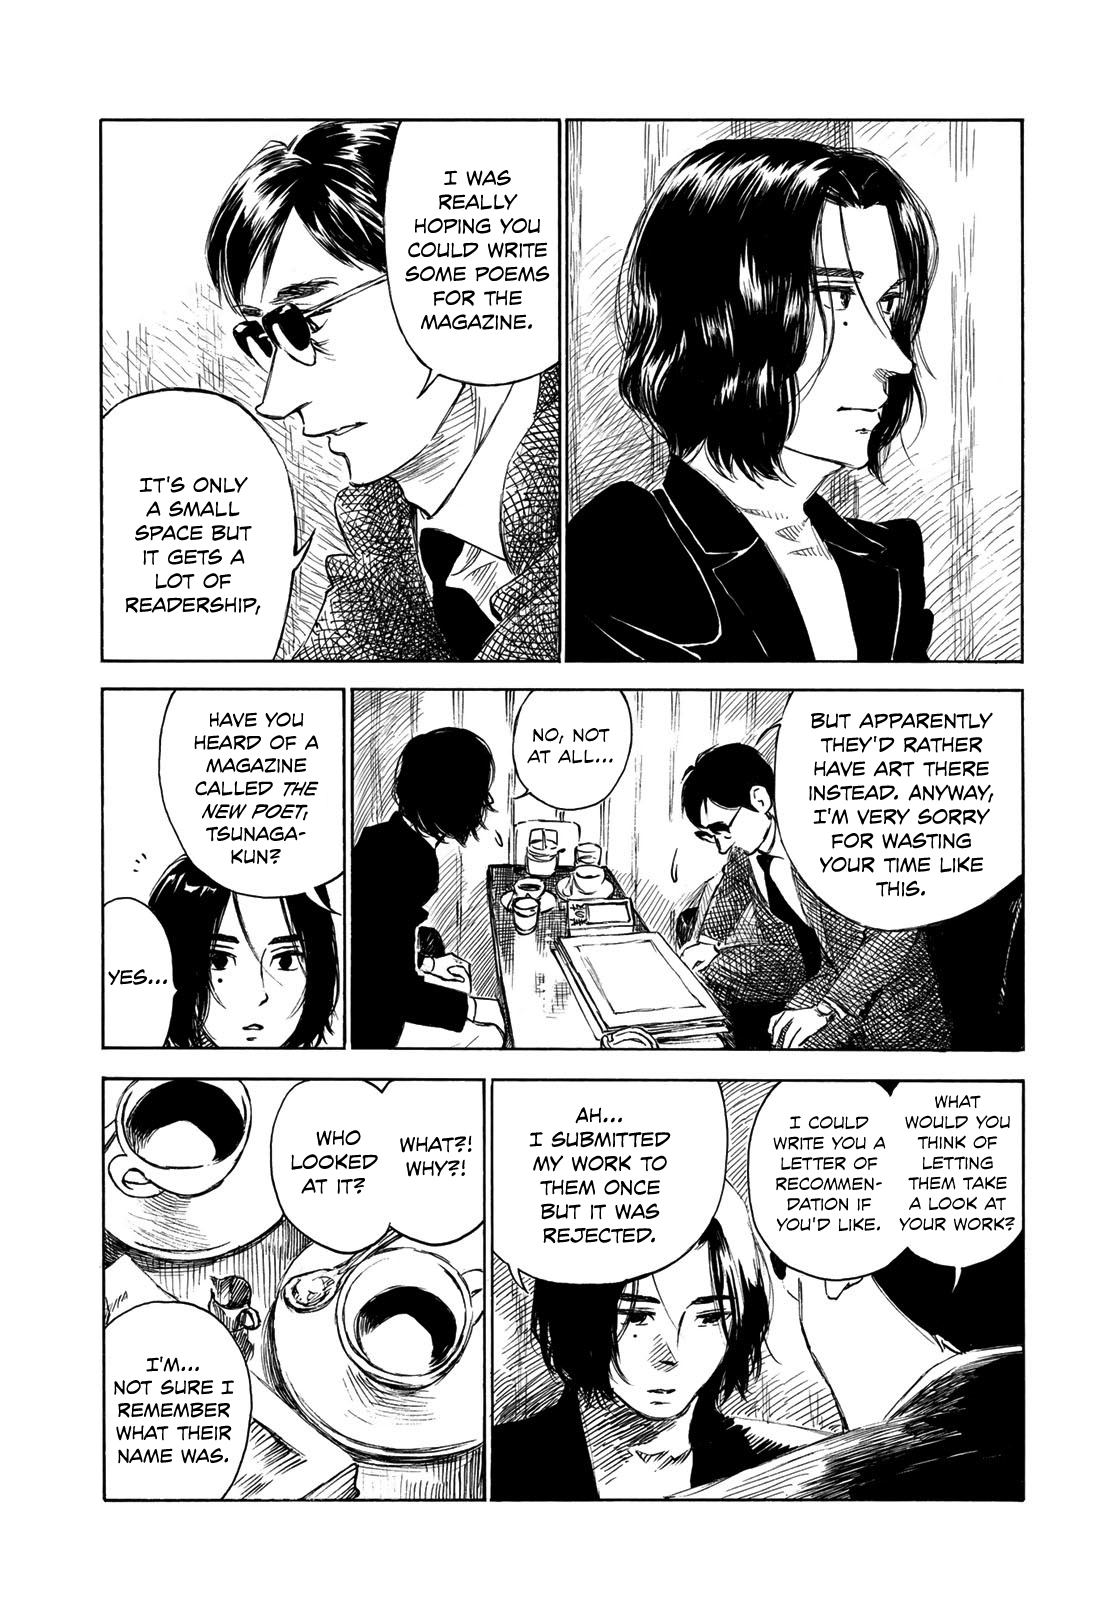 I WAS
REALLY
HOPING YOU
COULD WRITE
SOME POEMS
FOR THE
MAGAZINE.
IT'S ONLY
A SMALL
SPACE BUT
IT GETS A
LOT OF
READERSHIP,
BUT APPARENTLY
THEY'D RATHER
HAVE ART THERE
INSTEAD. ANYWAY,
I'M VERY SORRY
FOR WASTING
YOUR TIME LIKE
THIS.
NO, NOT
AT ALL...
HAVE YOU
HEARD OF A
MAGAZINE
CALLED THE
NEW POET,
TSUNAGA-
KUN?
YES...
WHAT
WOULD YOU
THINK OF
LETTING
THEM TAKE
A LOOK AT
YOUR WORK?
I COULD
WRITE YOU A
LETTER OF
RECOMMEN-
DATION IF
YOU'D LIKE.
AH...
I SUBMITTED
MY WORK TO
THEM ONCE
BUT IT WAS
REJECTED.
WHAT?!
WHY?!
WHO
LOOKED
AT IT?
I'M...
NOT SURE I
REMEMBER
WHAT THEIR
NAME WAS.